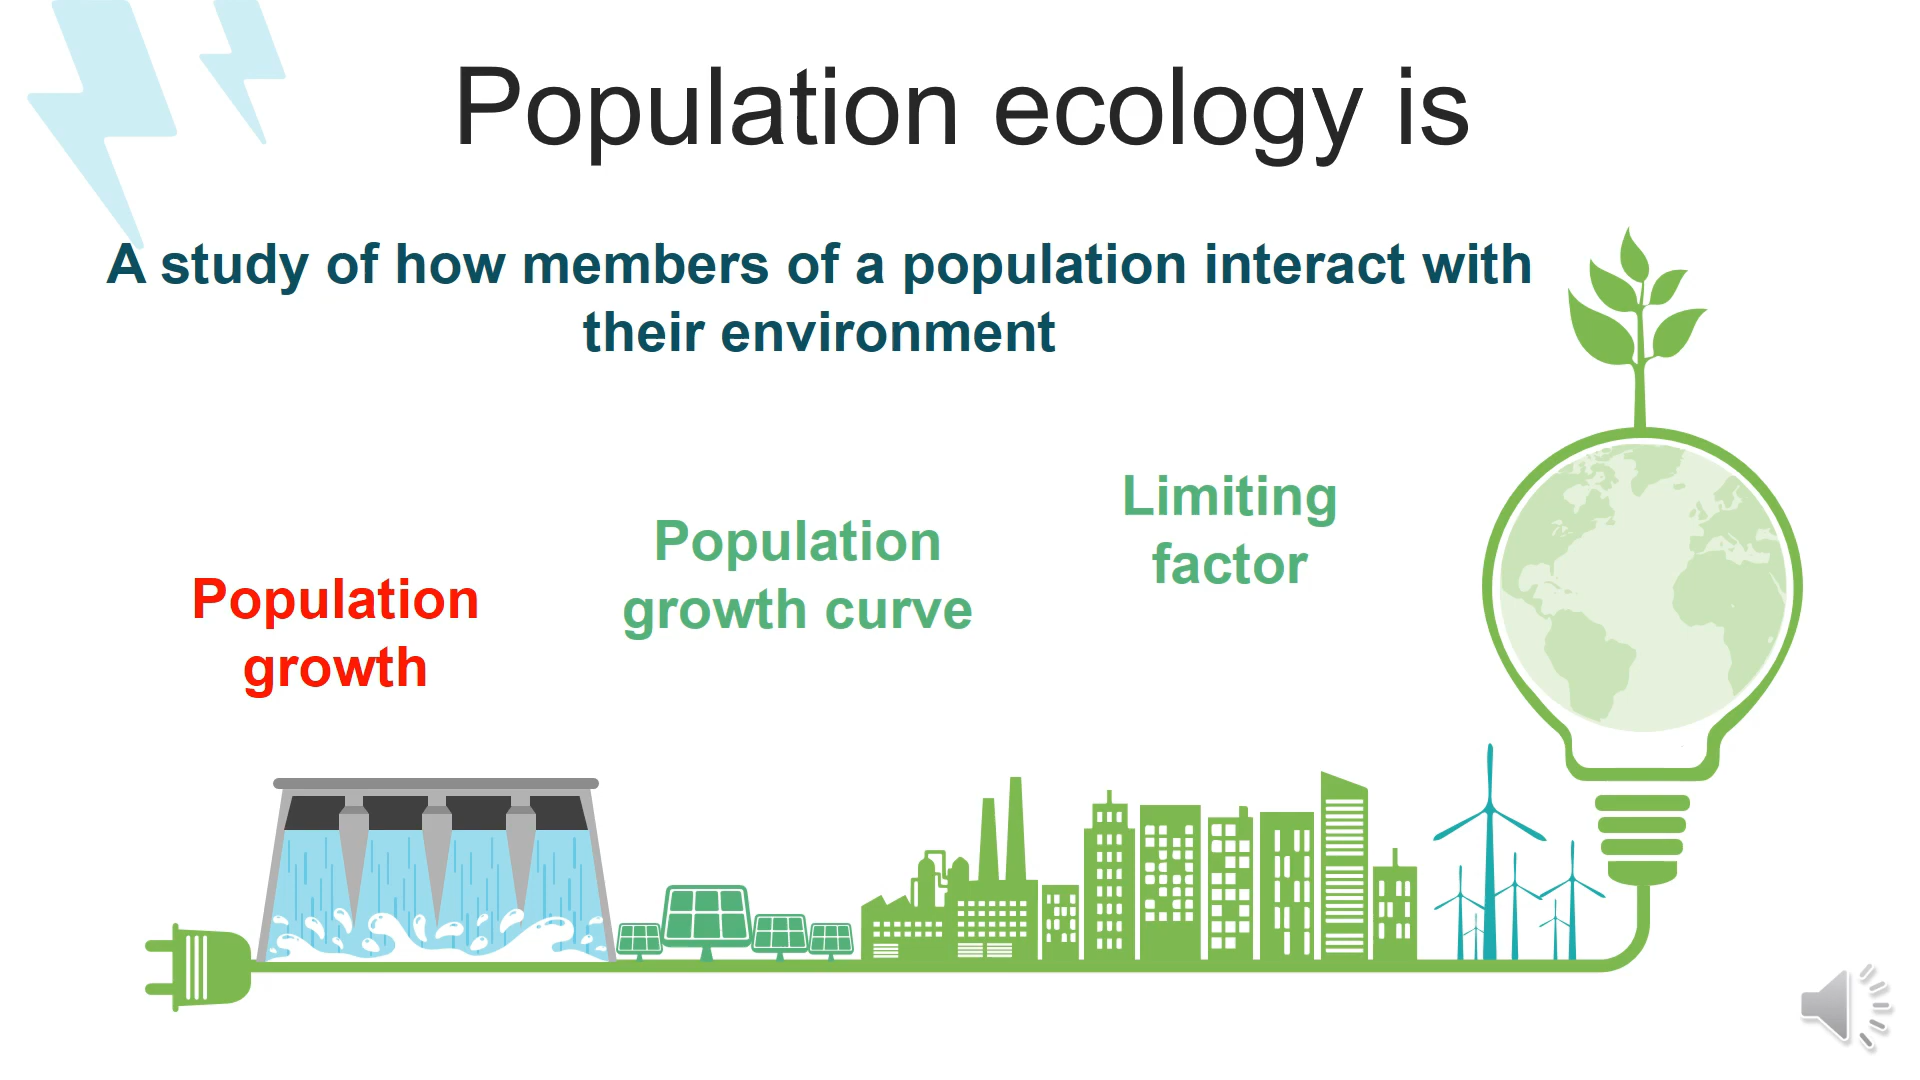 Population ecology is
A study of how members of a population interact with
their environment
Population
growth
Population
growth curve
Limiting
factor